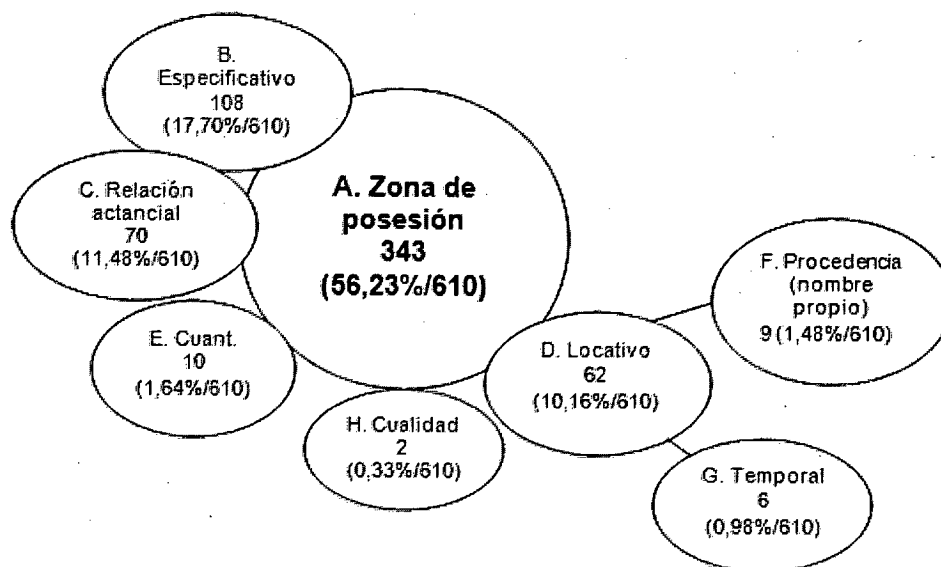 B.
Especificativo
108
(17,70%/610)
A. Zona de
posesión
343
(56,23%/610)
C. Relación
actancial
70
(11,48%/610)
E. Cuant.
10
(1,64%/610)
H. Cualidad
2
(0,33%/610)
D. Locativo
62
(10,16%/610)
F. Procedencia
(nombre
propio)
9 (1,48%/610)
G. Temporal
6
(0,98%/610)